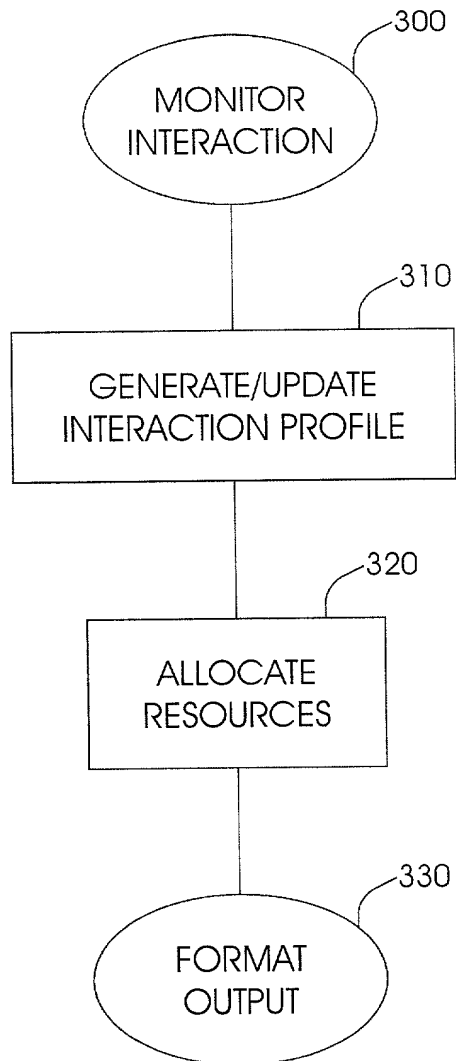 300
MONITOR
INTERACTION
310
GENERATE/UPDATE
INTERACTION PROFILE
320
ALLOCATE
RESOURCES
330
FORMAT
OUTPUT